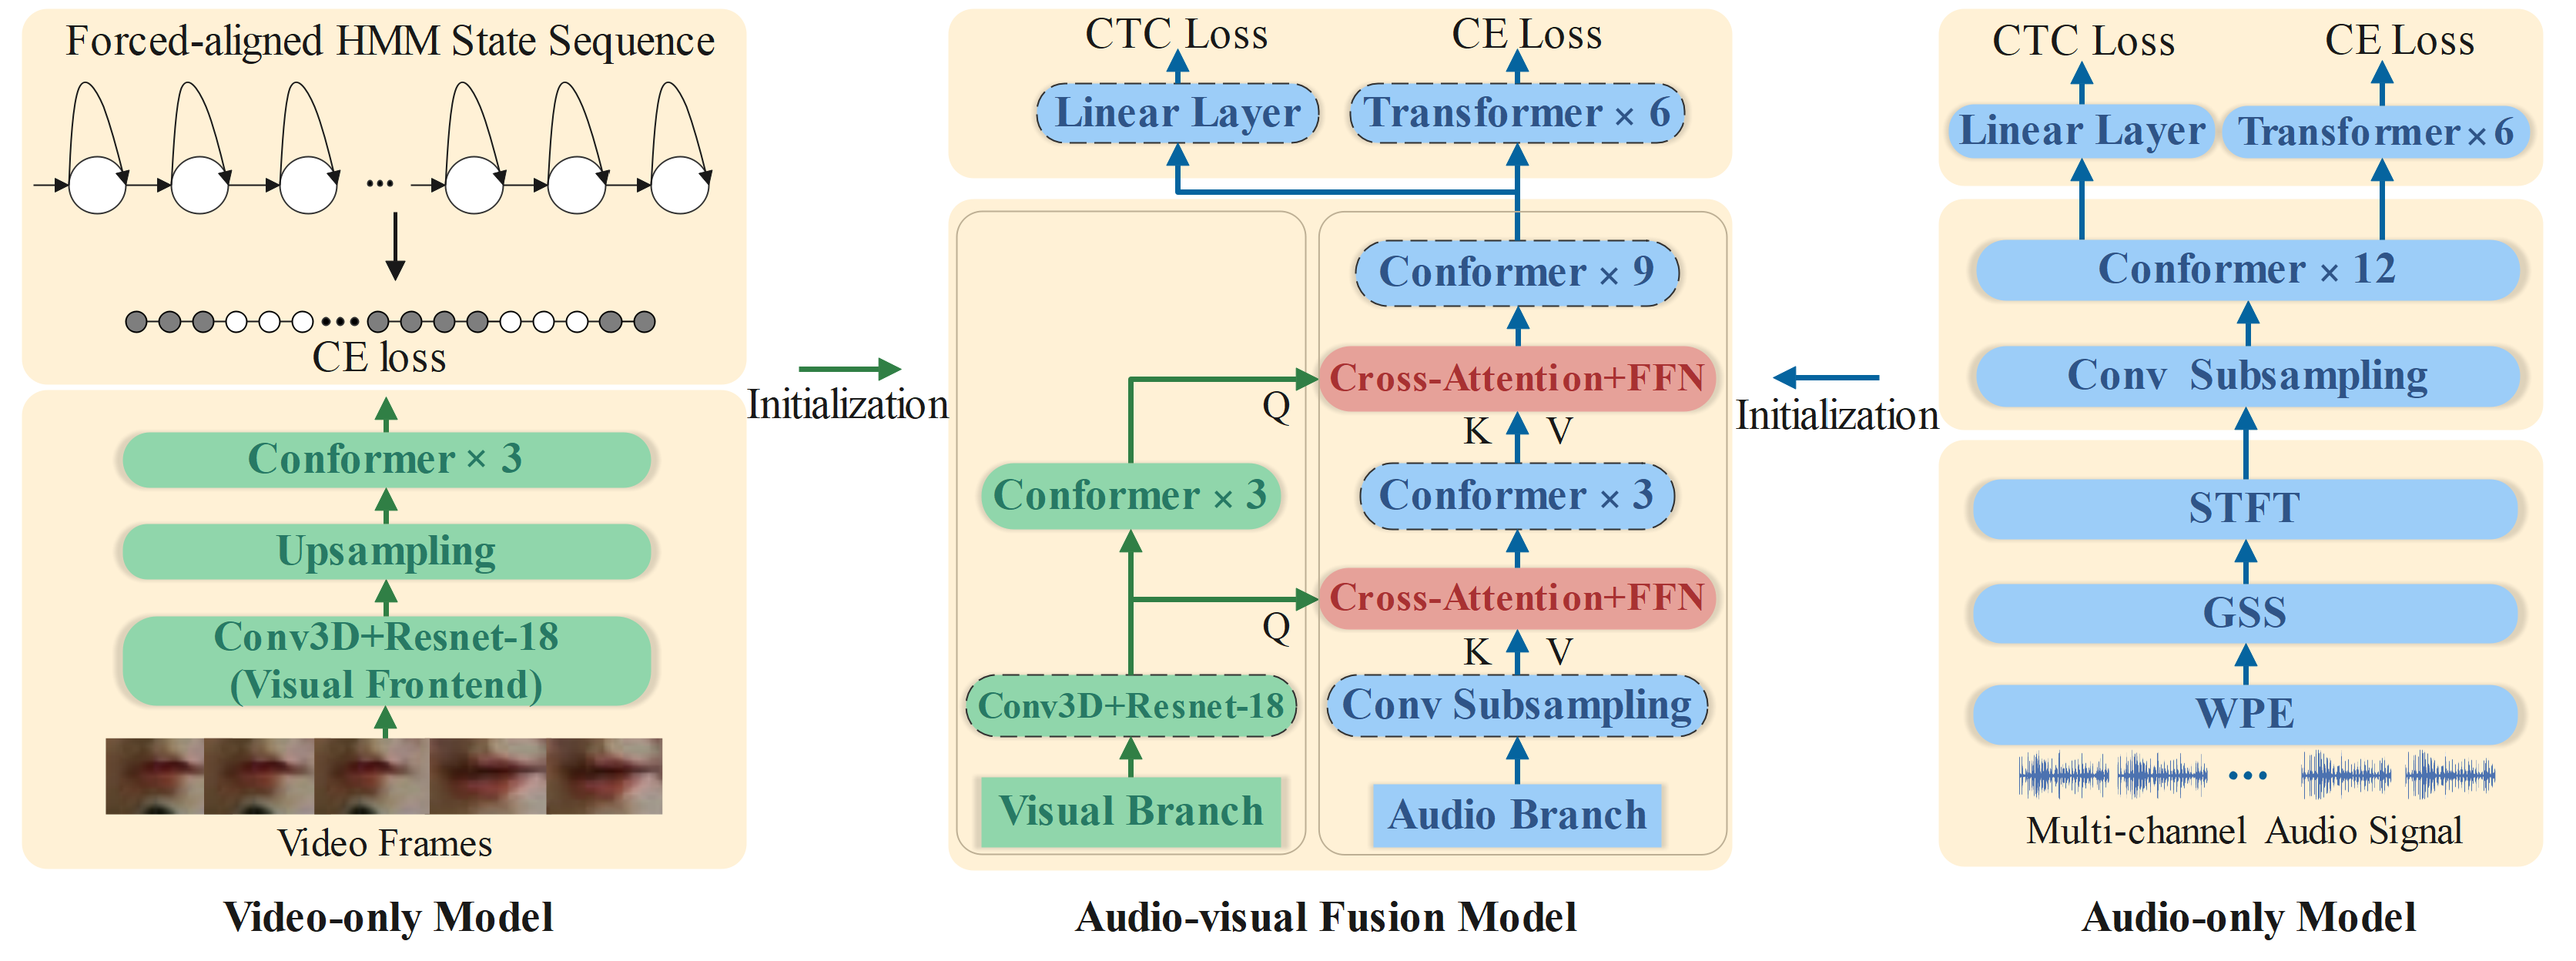 Forced-aligned HMM State Sequence
CE loss
Conformer × 3
Upsampling
Conv3D+Resnet-18
(Visual Frontend)
Video Frames
Video-only Model
Initialization
CTC Loss
CE Loss
Linear Layer
Transformer × 6
Conformer × 9
Cross-Attention+FFN
Q
K V
Conformer × 3
Conformer × 3
Cross-Attention+FFN
Q
K V
Conv3D+Resnet-18
Conv Subsampling
Visual Branch
Audio Branch
Audio-visual Fusion Model
Initialization
CTC Loss
CE Loss
Linear Layer
Transformer × 6
Conformer × 12
Conv Subsampling
STFT
GSS
WPE
Multi-channel Audio Signal
Audio-only Model